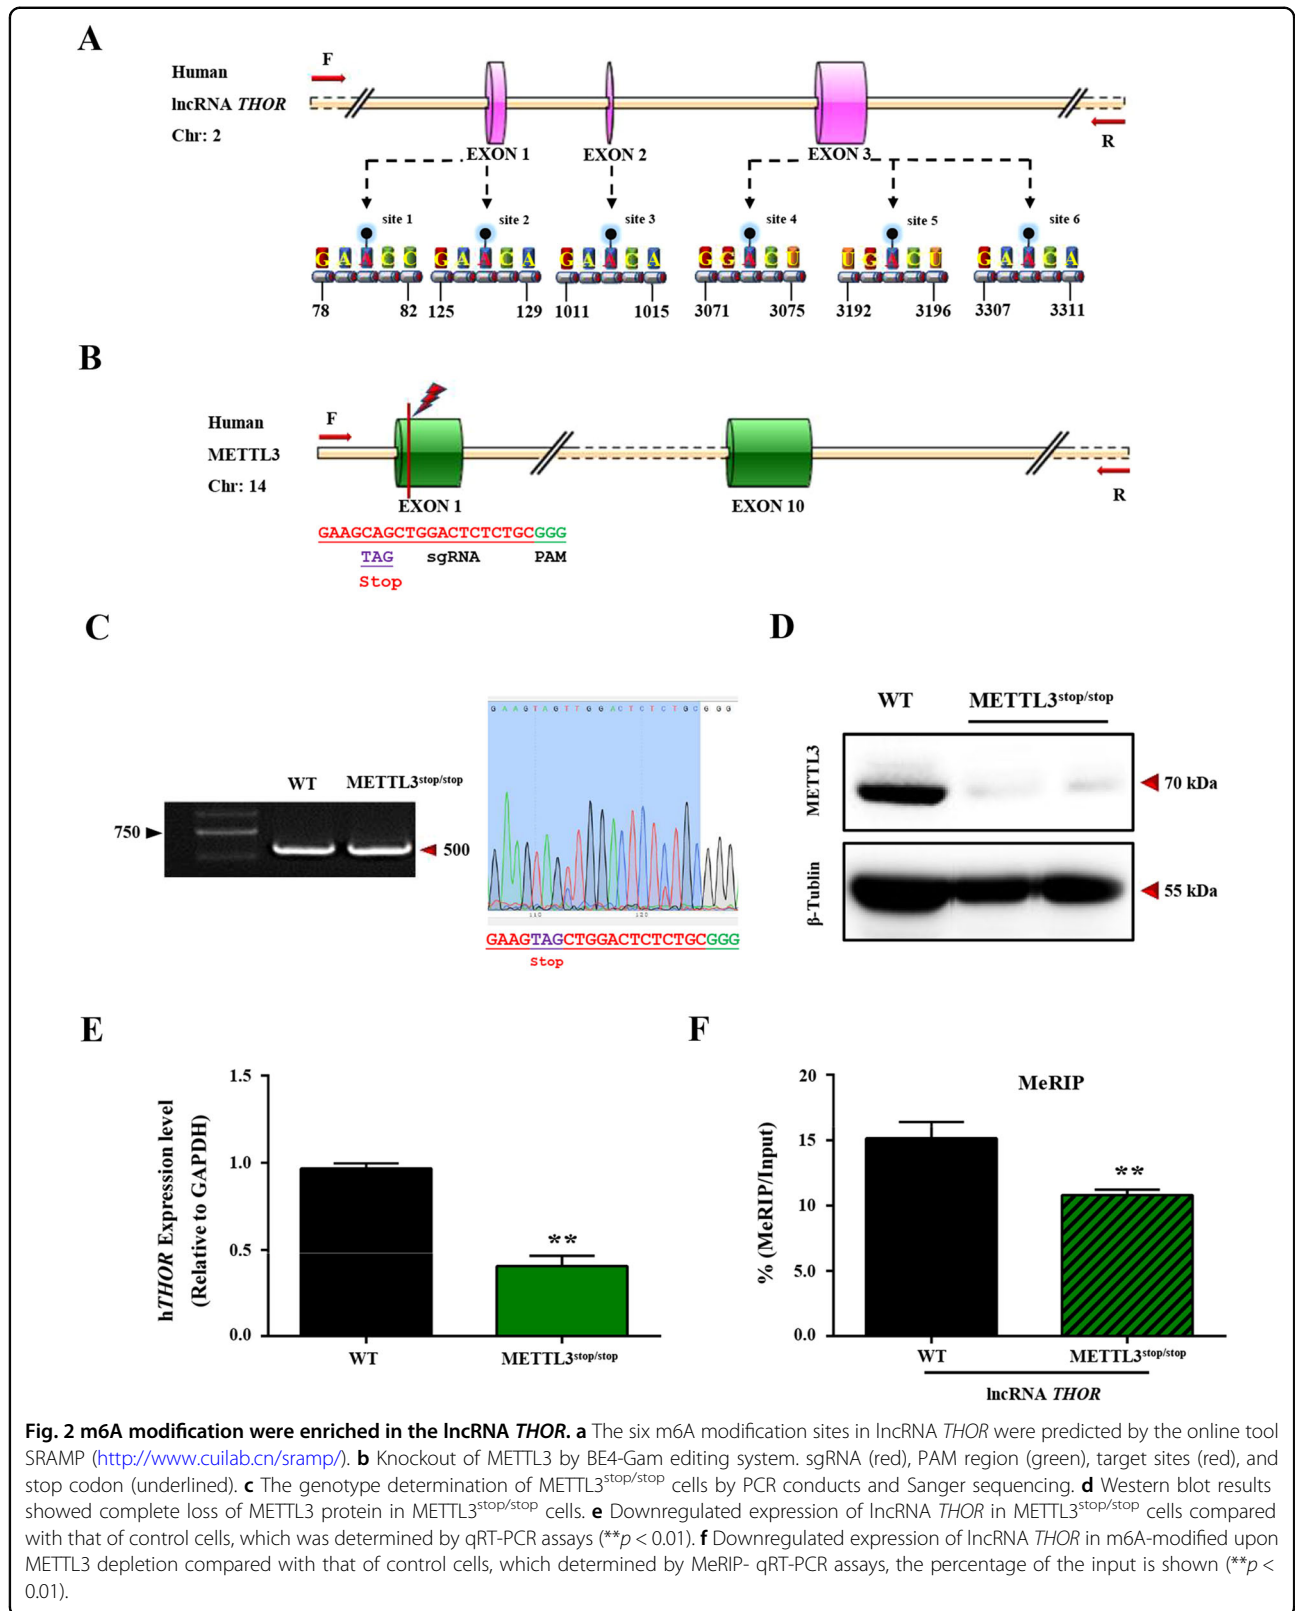 A
Human
lncRNA THOR
Chr: 2
F
R
EXON 1
EXON 2
EXON 3
site 1
site 2
site 3
site 4
site 5
site 6
G A A C C
G A A C A
G A A C A
G G A C U
U G A C U
G A A C A
78 82 125 129 1011 1015 3071 3075 3192 3196 3307 3311
B
Human
METTL3
Chr: 14
F
R
EXON 1
EXON 10
GAAGCAGCTGGACTCTCTGCGGG
TAG sgRNA PAM
Stop
C
WT METTL3stop/stop
750
500
G A A G T A G T T G G A C T C T C T G C G G G
110 120
GAAGTAGCTGGACTCTCTGCGGG
Stop
D
WT METTL3stop/stop
METTL3
70 kDa
β-Tublin
55 kDa
E
hTHOR Expression level
(Relative to GAPDH)
1.5
1.0
0.5
0.0
**
WT METTL3stop/stop
F
MeRIP
% (MeRIP/Input)
20
15
10
5.0
0.0
**
WT METTL3stop/stop
lncRNA THOR
Fig. 2 m6A modification were enriched in the lncRNA THOR. a The six m6A modification sites in lncRNA THOR were predicted by the online tool
SRAMP (http://www.cuilab.cn/sramp/). b Knockout of METTL3 by BE4-Gam editing system. sgRNA (red), PAM region (green), target sites (red), and
stop codon (underlined). c The genotype determination of METTL3stop/stop cells by PCR conducts and Sanger sequencing. d Western blot results
showed complete loss of METTL3 protein in METTL3stop/stop cells. e Downregulated expression of lncRNA THOR in METTL3stop/stop cells compared
with that of control cells, which was determined by qRT-PCR assays (**p < 0.01). f Downregulated expression of lncRNA THOR in m6A-modified upon
METTL3 depletion compared with that of control cells, which determined by MeRIP- qRT-PCR assays, the percentage of the input is shown (**p <
0.01).